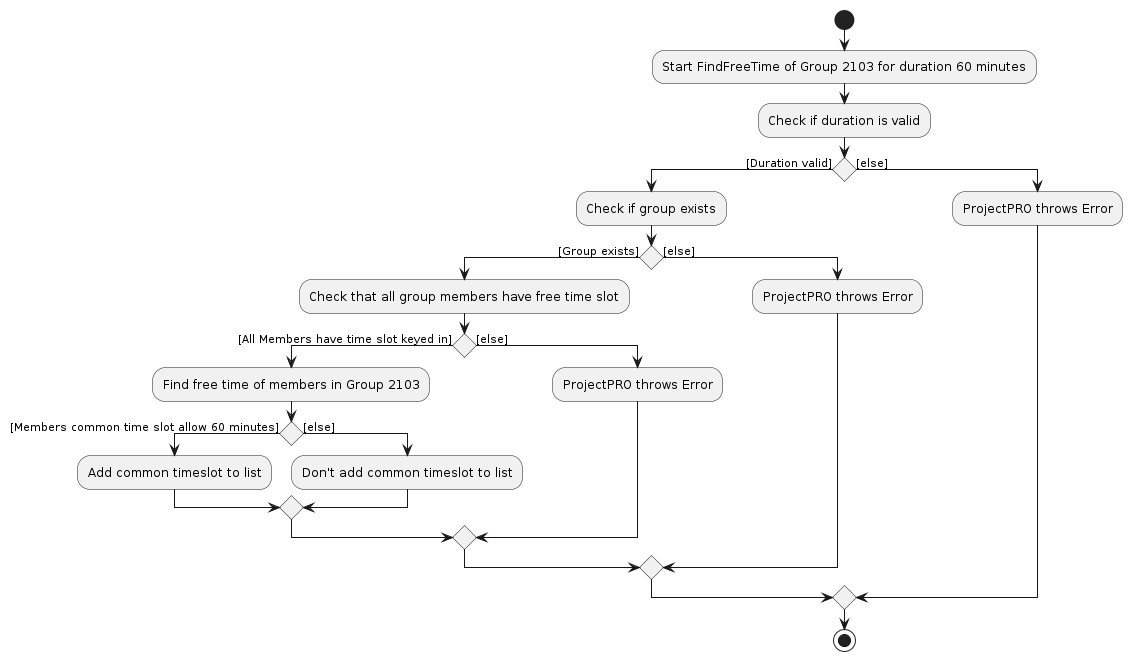 Start FindFreeTime of Group 2103 for duration 60 minutes
Check if duration is valid
[Duration valid]
[else]
Check if group exists
ProjectPRO throws Error
[Group exists]
[else]
Check that all group members have free time slot
ProjectPRO throws Error
[All Members have time slot keyed in]
[else]
Find free time of members in Group 2103
ProjectPRO throws Error
[Members common time slot allow 60 minutes]
[else]
Add common timeslot to list
Don't add common timeslot to list